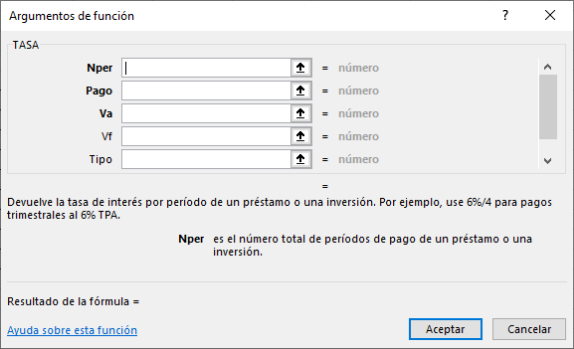 Argumentos de función
?
TASA
Nper = número
Pago = número
Va = número
Vf = número
Tipo = número
=
Devuelve la tasa de interés por período de un préstamo o una inversión. Por ejemplo, use 6%/4 para pagos
trimestrales al 6% TPA.
Nper es el número total de períodos de pago de un préstamo o una
inversión.
Resultado de la fórmula =
Ayuda sobre esta función
Aceptar Cancelar